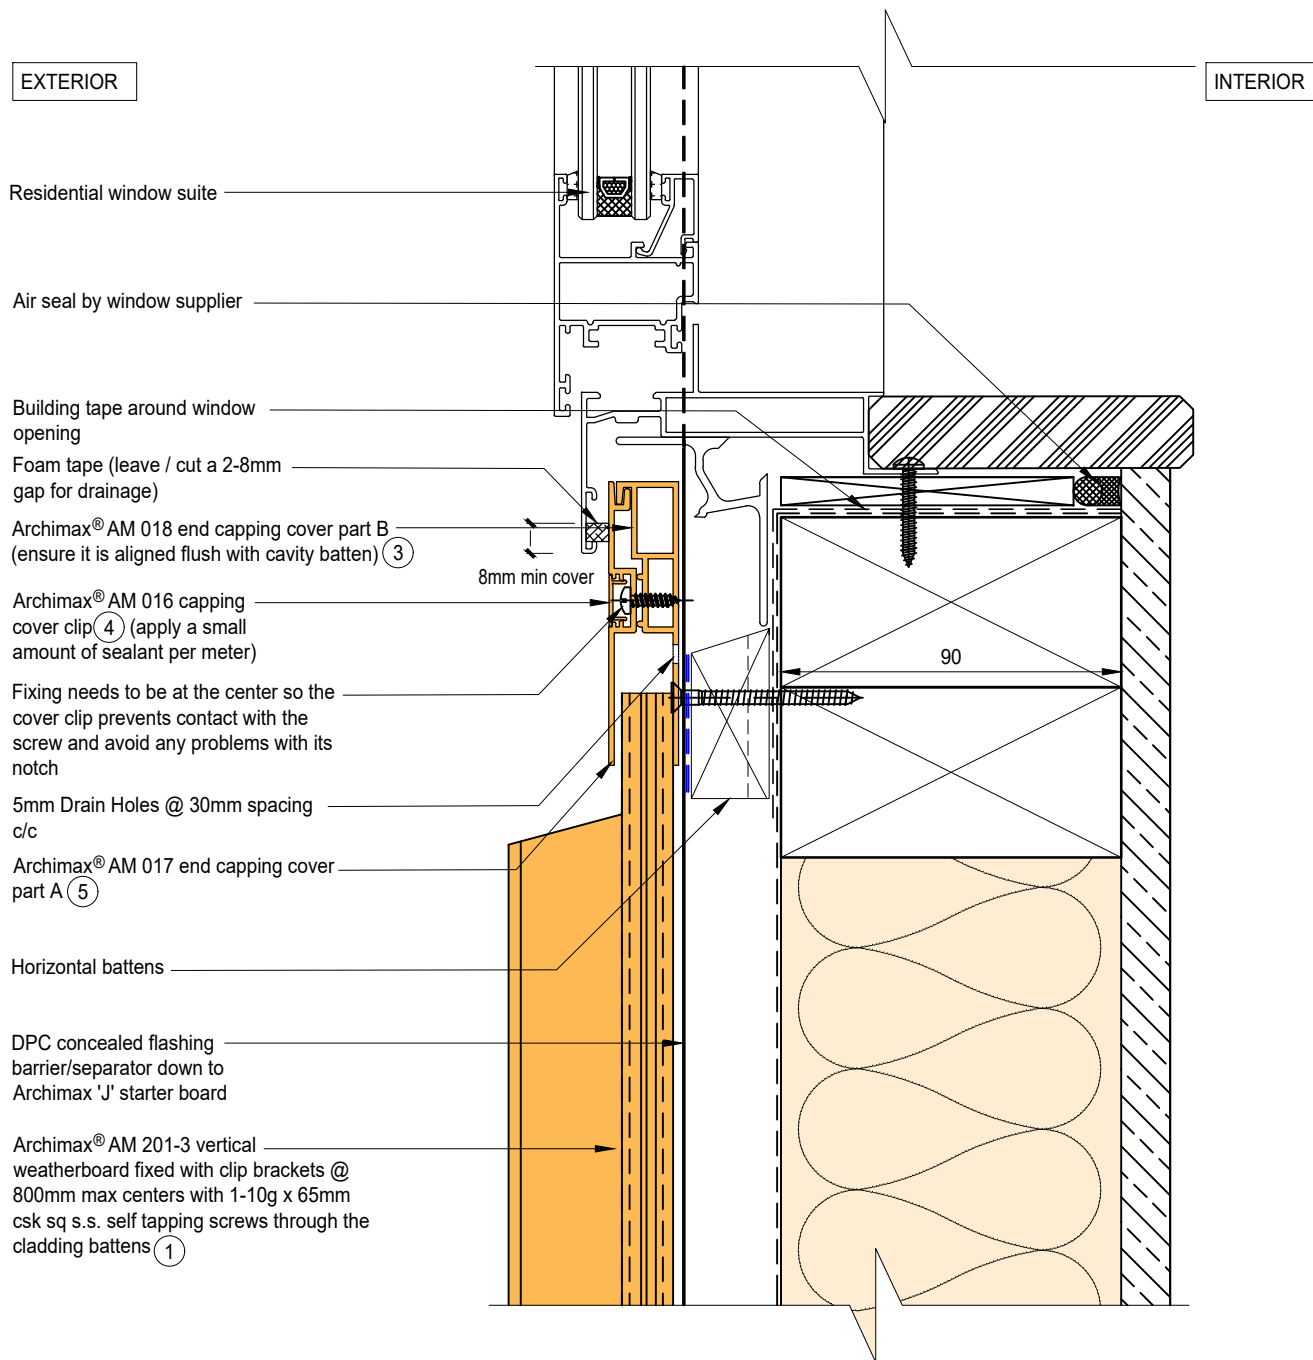 EXTERIOR
INTERIOR
Residential window suite
Air seal by window supplier
Building tape around window
opening
Foam tape (leave / cut a 2-8mm
gap for drainage)
Archimax® AM 018 end capping cover part B
(ensure it is aligned flush with cavity batten) 3
8mm min cover
Archimax® AM 016 capping
cover clip 4 (apply a small
amount of sealant per meter)
90
Fixing needs to be at the center so the
cover clip prevents contact with the
screw and avoid any problems with its
notch
5mm Drain Holes @ 30mm spacing
c/c
Archimax® AM 017 end capping cover
part A 5
Horizontal battens
DPC concealed flashing
barrier/separator down to
Archimax 'J' starter board
Archimax® AM 201-3 vertical
weatherboard fixed with clip brackets @
800mm max centers with 1-10g x 65mm
csk sq s.s. self tapping screws through the
cladding battens 1